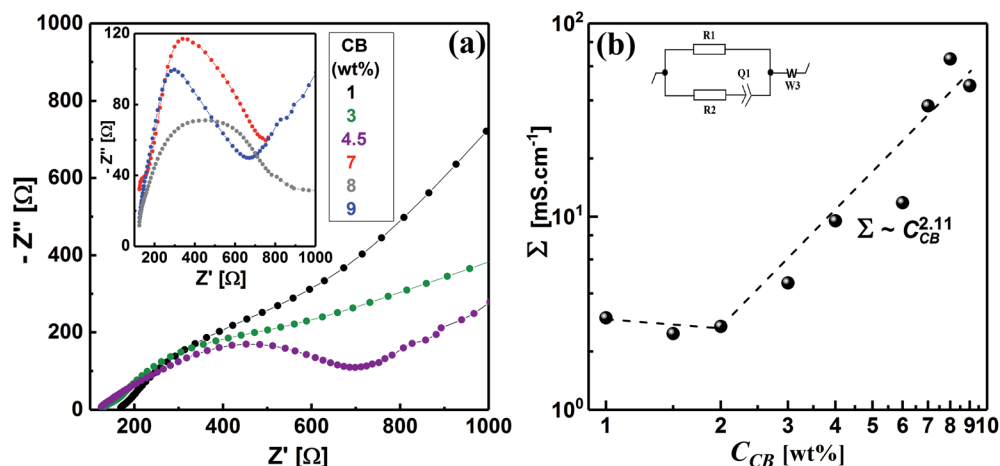 (a)
- Z'' [Ω]
1000
800
600
400
200
0
200
400
600
800
1000
Z' [Ω]
- Z'' [Ω]
120
80
40
0
200
400
600
800
1000
Z' [Ω]
CB
(wt%)
1
3
4.5
7
8
9
(b)
Σ [mS.cm⁻¹]
10²
10¹
10⁰
1
2
3
4
5
6
7
8
9
10
C_CB [wt%]
R1
Q1
R2
W
W3
Σ ~ C_CB^2.11